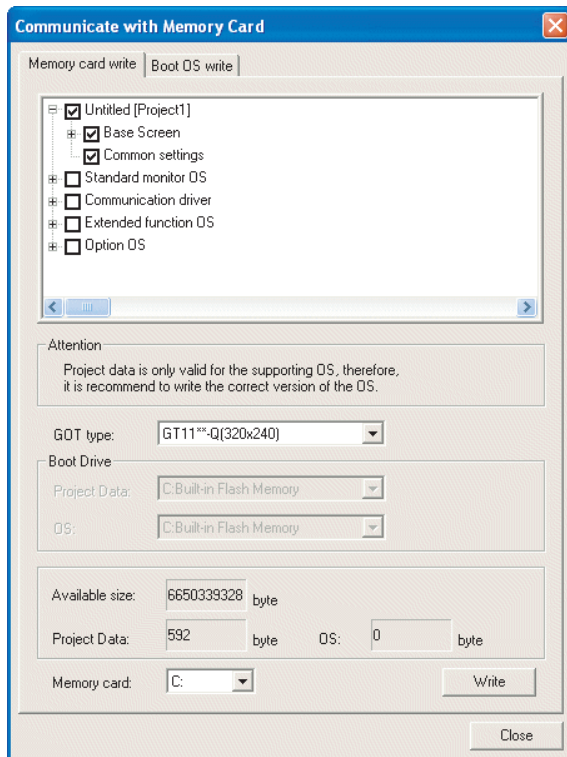 Communicate with Memory Card
Memory card write Boot OS write
Untitled [Project1]
Base Screen
Common settings
Standard monitor OS
Communication driver
Extended function OS
Option OS
Attention
Project data is only valid for the supporting OS, therefore,
it is recommend to write the correct version of the OS.
GOT type: GT11**-Q(320x240)
Boot Drive
Project Data: C:Built-in Flash Memory
OS: C:Built-in Flash Memory
Available size: 6650339328 byte
Project Data: 592 byte OS: 0 byte
Memory card: C: Write
Close